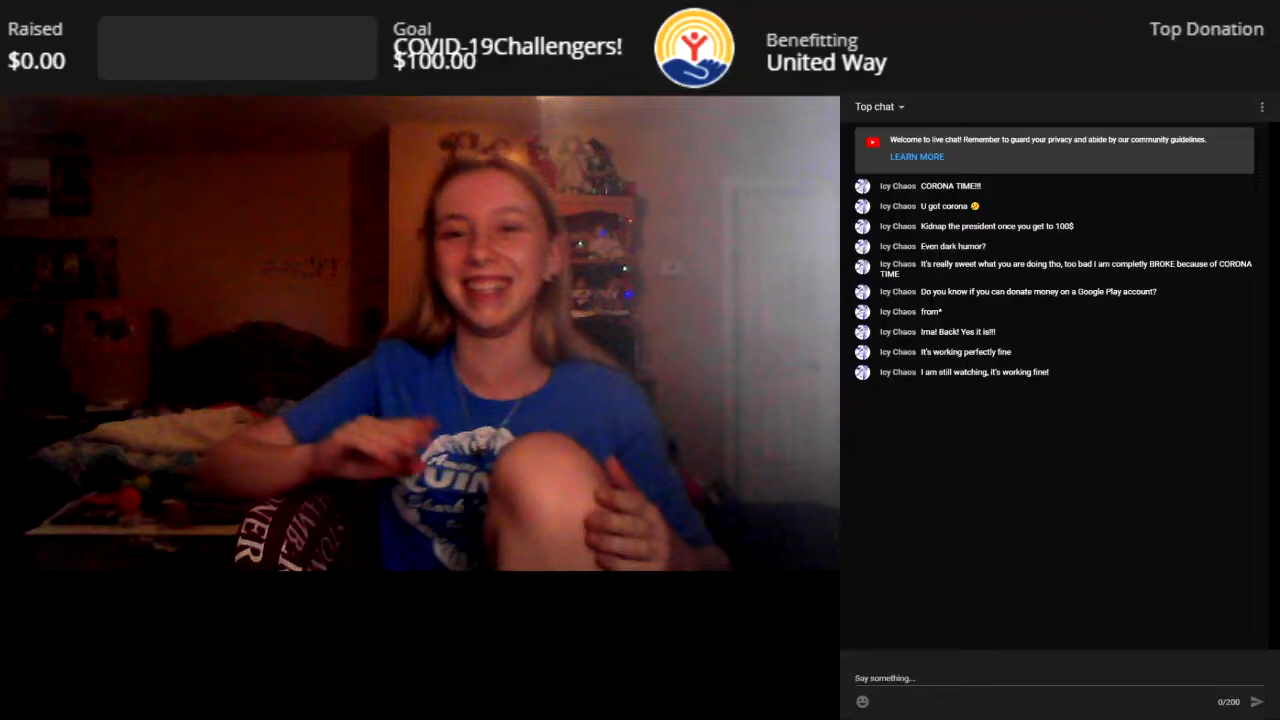 Raised
$0.00
Goal
COVID-19Challengers!
$100.00
Benefitting
United Way
Top Donation
Top chat
Welcome to live chat! Remember to guard your privacy and abide by our community guidelines.
LEARN MORE
Icy Chaos CORONA TIME!!!
Icy Chaos U got corona 🤔
Icy Chaos Kidnap the president once you get to 100$
Icy Chaos Even dark humor?
Icy Chaos It's really sweet what you are doing tho, too bad I am completly BROKE because of CORONA
TIME
Icy Chaos Do you know if you can donate money on a Google Play account?
Icy Chaos from*
Icy Chaos Ima! Back! Yes it is!!!
Icy Chaos It's working perfectly fine
Icy Chaos I am still watching, it's working fine!
Say something...
0/200